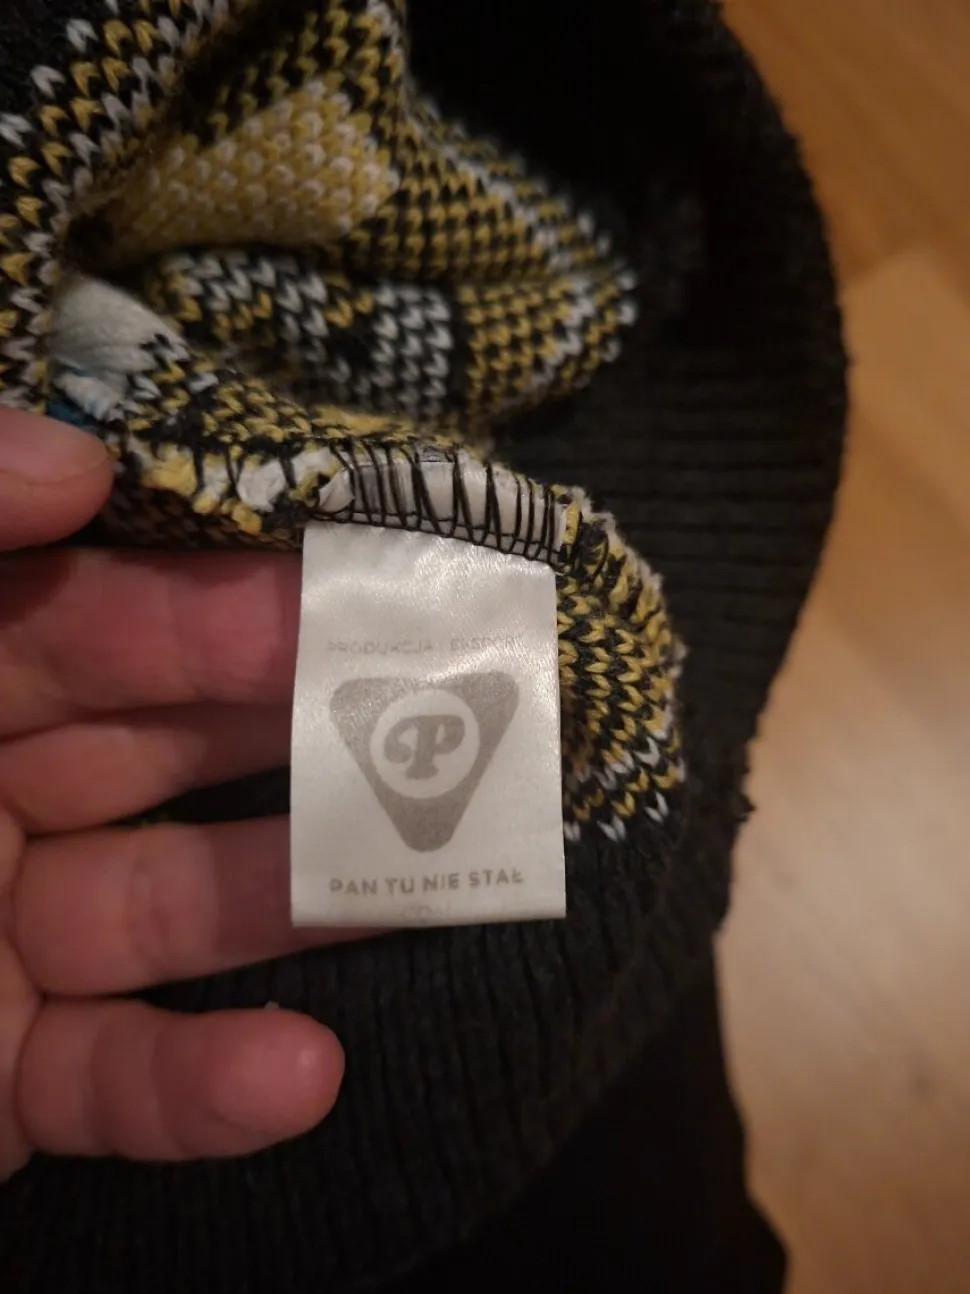 PRODUKCJA I EKSPORT
P
PAN TU NIE STAŁ